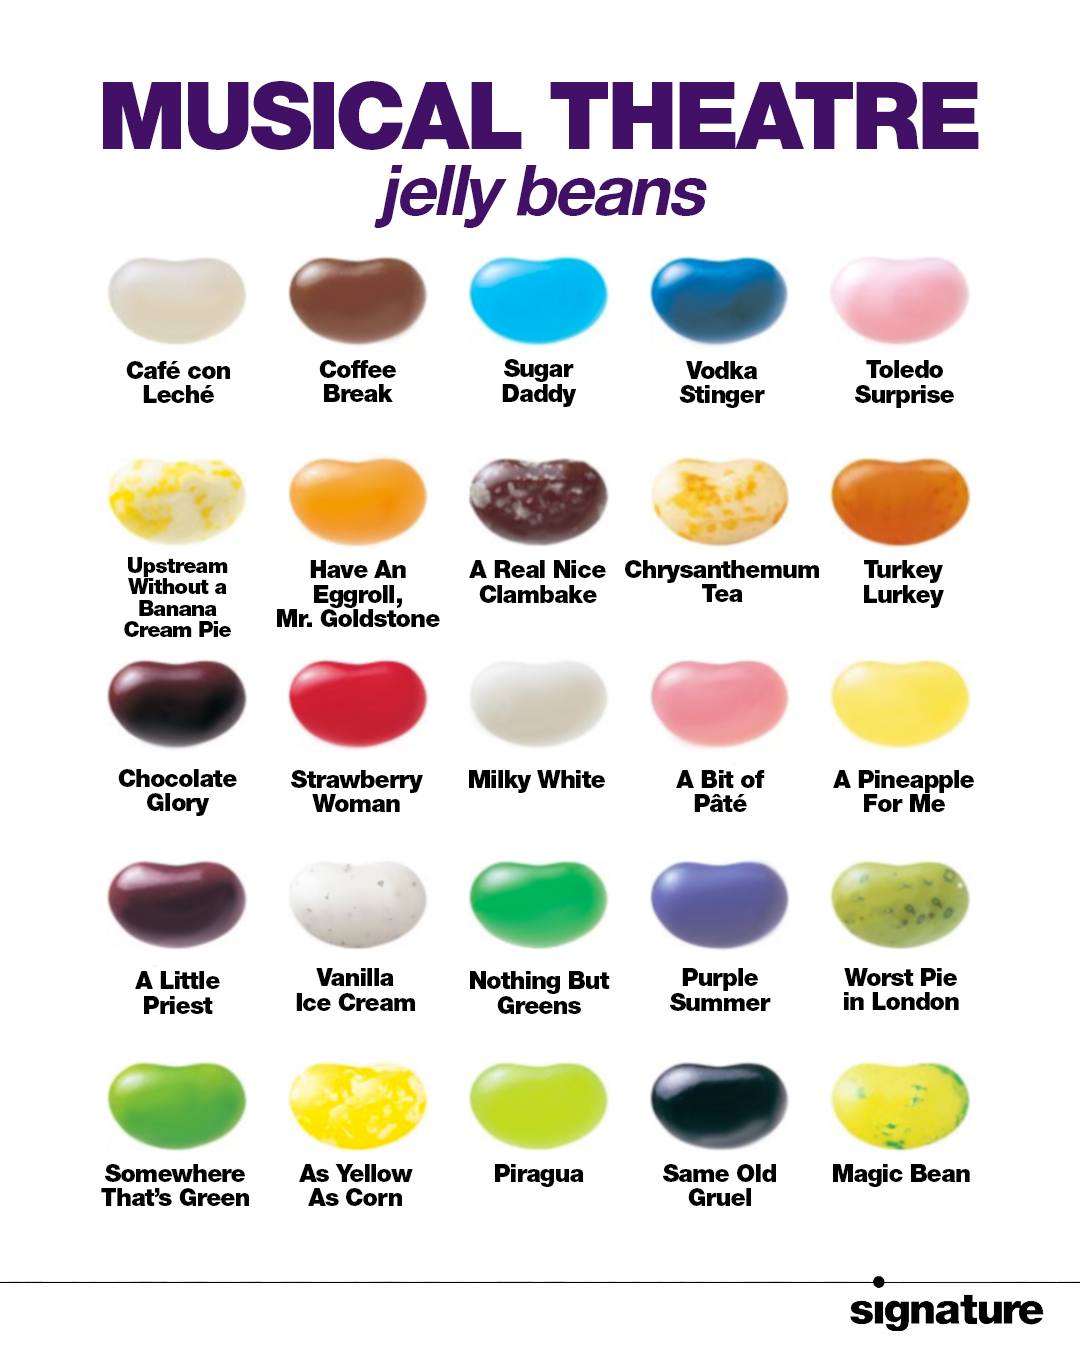 MUSICAL THEATRE
jelly beans
Café con
Leché
Coffee
Break
Sugar
Daddy
Vodka
Stinger
Toledo
Surprise
Upstream
Without a
Banana
Cream Pie
Have An
Eggroll,
Mr. Goldstone
A Real Nice
Clambake
Chrysanthemum
Tea
Turkey
Lurkey
Chocolate
Glory
Strawberry
Woman
Milky White
A Bit of
Pâté
A Pineapple
For Me
A Little
Priest
Vanilla
Ice Cream
Nothing But
Greens
Purple
Summer
Worst Pie
in London
Somewhere
That's Green
As Yellow
As Corn
Piragua
Same Old
Gruel
Magic Bean
signature